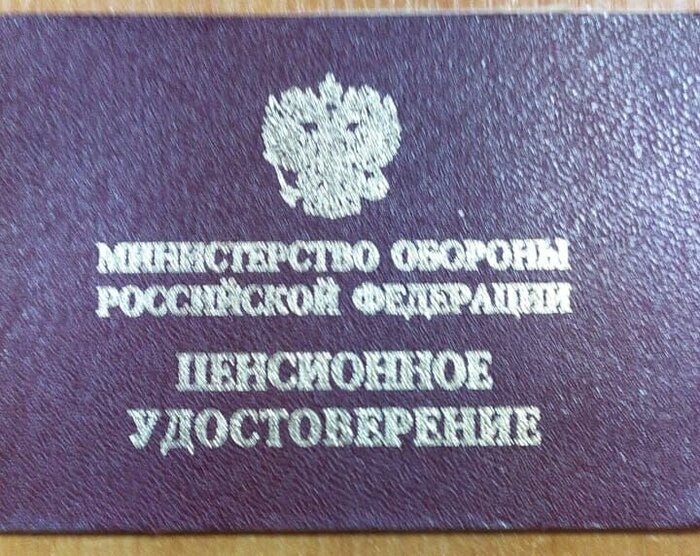 МИНИСТЕРСТВО ОБОРОНЫ
РОССИЙСКОЙ ФЕДЕРАЦИИ
ПЕНСИОННОЕ
УДОСТОВЕРЕНИЕ